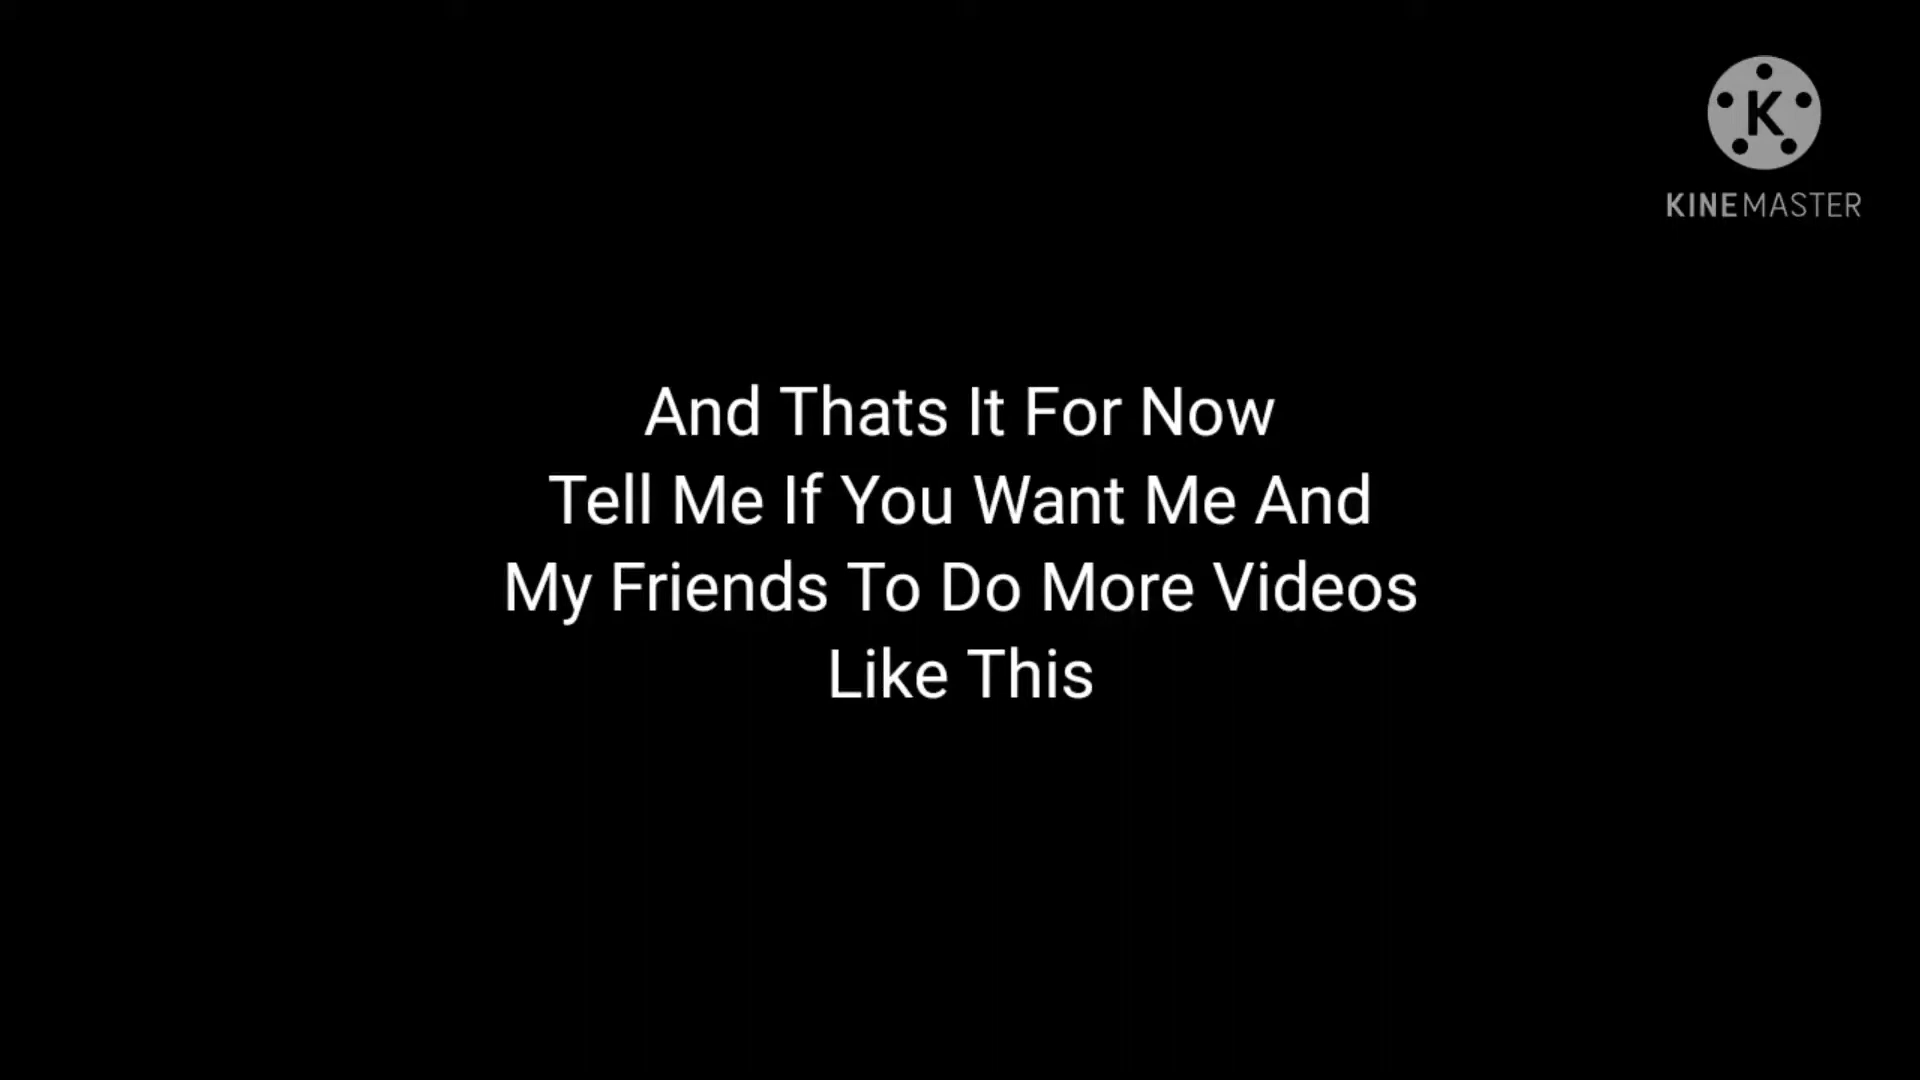 K
KINEMASTER
And Thats It For Now
Tell Me If You Want Me And
My Friends To Do More Videos
Like This